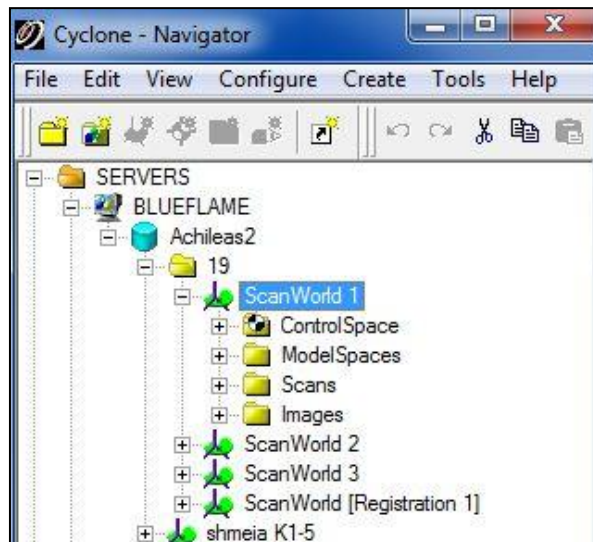 Cyclone - Navigator
File Edit View Configure Create Tools Help
SERVERS
BLUEFLAME
Achileas2
19
ScanWorld 1
ControlSpace
ModelSpaces
Scans
Images
ScanWorld 2
ScanWorld 3
ScanWorld [Registration 1]
shmeia K1-5